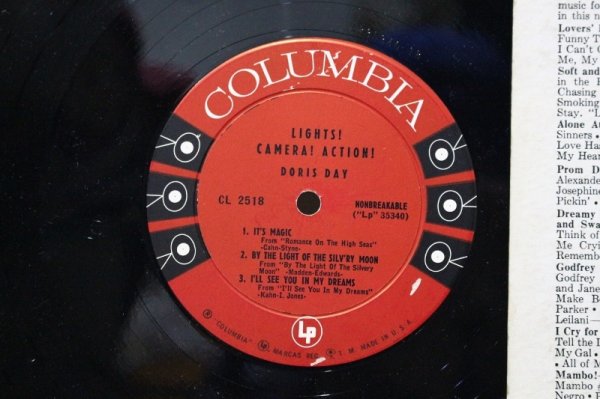 COLUMBIA
LIGHTS!
CAMERA! ACTION!
DORIS DAY
CL 2518
NONBREAKABLE
("Lp" 35340)
1. IT'S MAGIC
From "Romance On The High Seas"
-Cahn-Styne-
2. BY THE LIGHT OF THE SILV'RY MOON
From "By The Light Of The Silvery
Moon" -Madden-Edwards-
3. I'LL SEE YOU IN MY DREAMS
From "I'll See You In My Dreams"
-Kahn-I. Jones-
Lp
® "COLUMBIA" Ⓟ MARCAS REG. ® T. M. MADE IN U.S.A.
music fo
in this n
Lovers'
Funny T
I Can't
Me, My
Soft and
in the
Chasing
Smoking
Stay. "L
Alone A
Sinners •
Love Has
My Hear
Prom D
Alexande
Josephine
Pickin' •
Dreamy
and Swa
Think of
Me Cryi
Remembe
Godfrey
Godfrey
and Jane
Make B
Parker •
Leilani—
I Cry for
Tell the L
My Gal •
• All of M
Mambo!
Mambo
Negro •